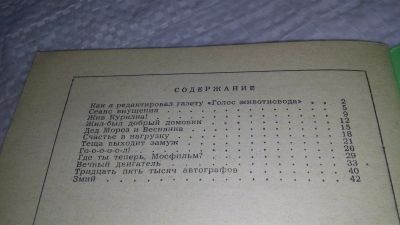 СОДЕРЖАНИЕ
Как я редактировал газету «Голос животновода» . . . 2
Сеанс внушения . . . 5
Жив Курилка! . . . 9
Жил-был добрый домовик . . . 12
Дед Мороз и Веснянка . . . 15
Счастье в нагрузку . . . 18
Теща выходит замуж . . . 21
Го-о-о-о-л! . . . 26
Где ты теперь, Мосфильм? . . . 29
Вечный двигатель . . . 33
Тридцать пять тысяч автографов . . . 40
Змий . . . 42